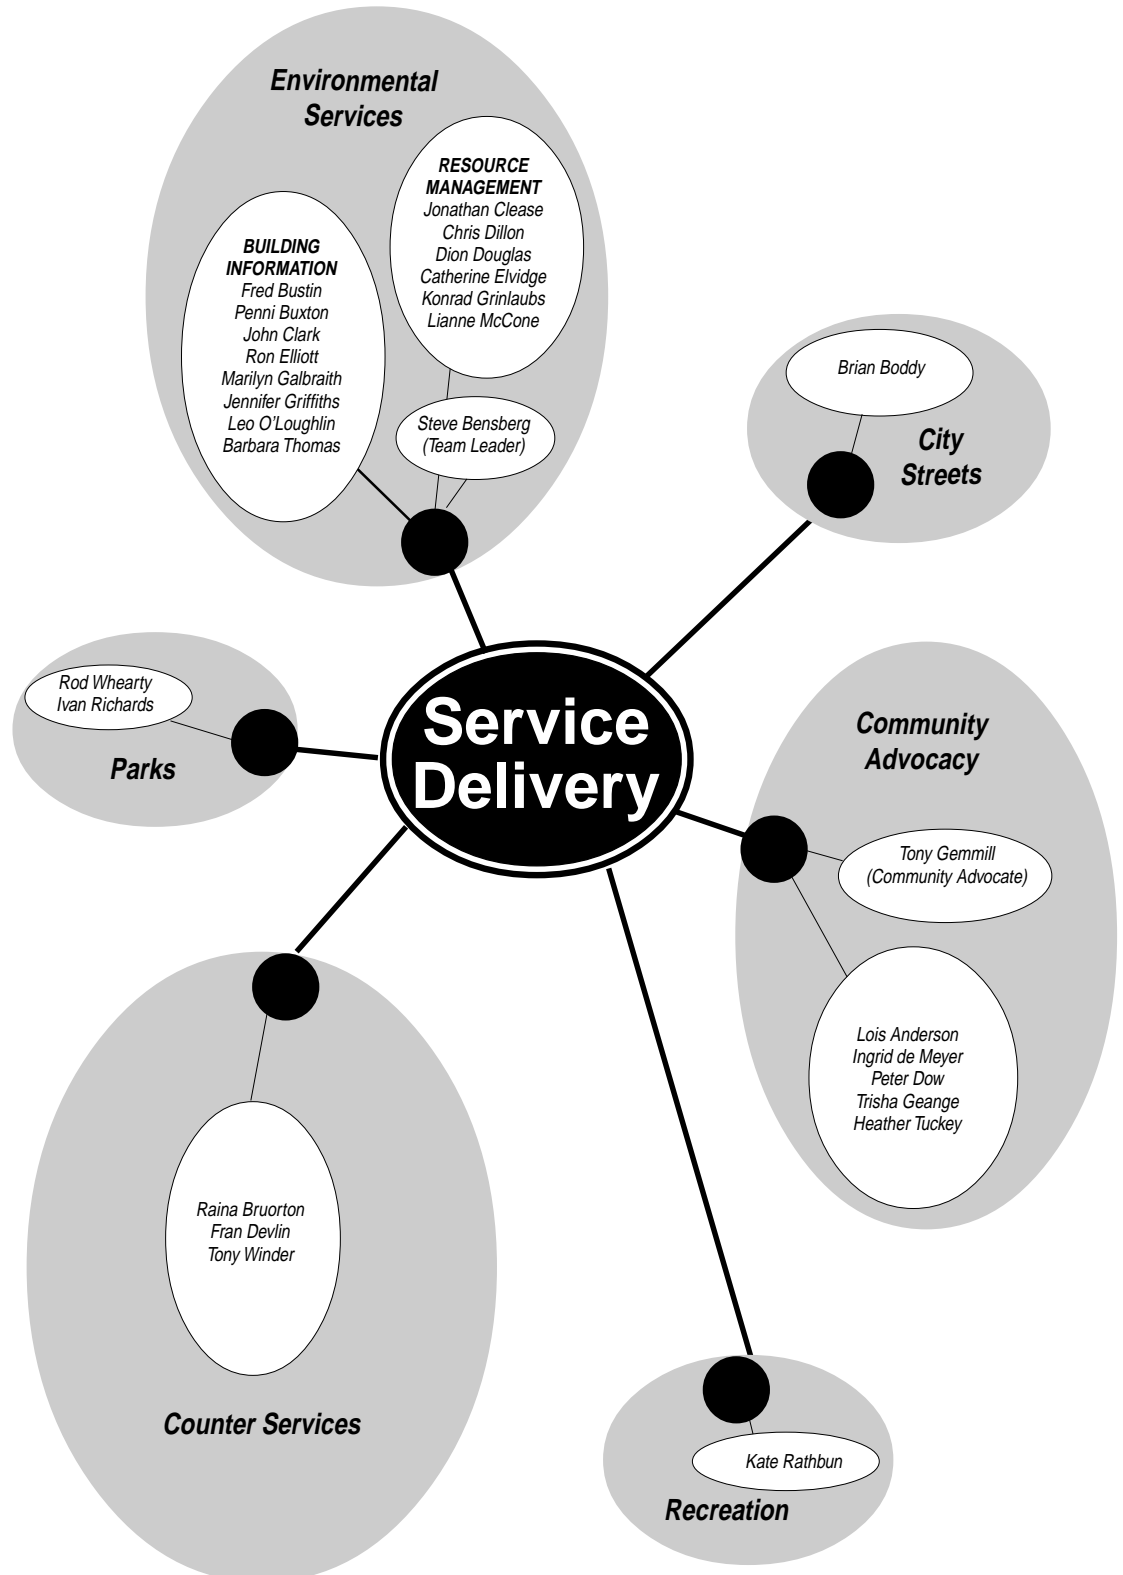 Environmental
Services
RESOURCE
MANAGEMENT
Jonathan Clease
Chris Dillon
Dion Douglas
Catherine Elvidge
Konrad Grinlaubs
Lianne McCone
BUILDING
INFORMATION
Fred Bustin
Penni Buxton
John Clark
Ron Elliott
Marilyn Galbraith
Jennifer Griffiths
Leo O'Loughlin
Barbara Thomas
Steve Bensberg
(Team Leader)
Brian Boddy
City
Streets
Rod Whearty
Ivan Richards
Parks
Service
Delivery
Community
Advocacy
Tony Gemmill
(Community Advocate)
Lois Anderson
Ingrid de Meyer
Peter Dow
Trisha Geange
Heather Tuckey
Raina Bruorton
Fran Devlin
Tony Winder
Counter Services
Kate Rathbun
Recreation